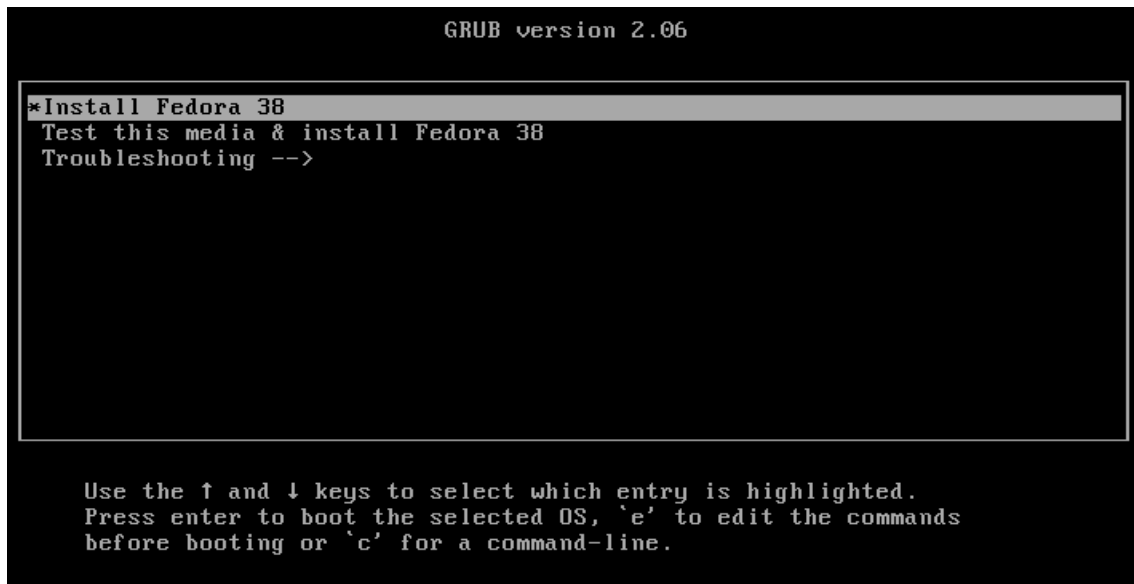 GRUB version 2.06
*Install Fedora 38
Test this media & install Fedora 38
Troubleshooting -->
Use the ↑ and ↓ keys to select which entry is highlighted.
Press enter to boot the selected OS, `e' to edit the commands
before booting or `c' for a command-line.